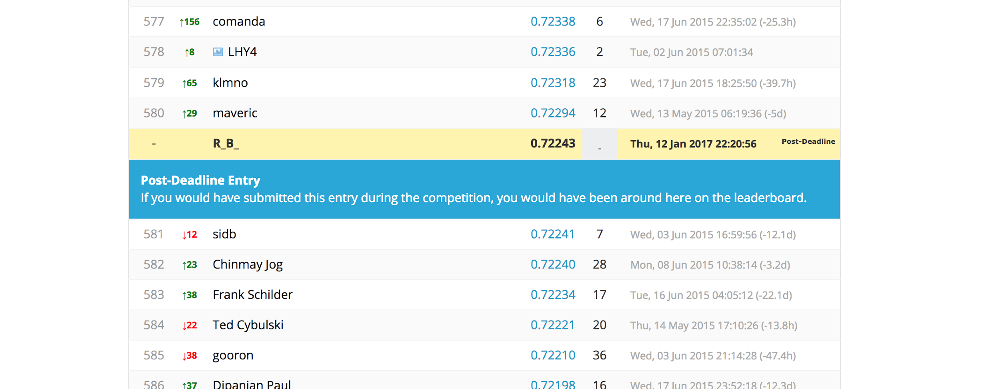 577 ↑156 comanda 0.72338 6 Wed, 17 Jun 2015 22:35:02 (-25.3h)
578 ↑8 LHY4 0.72336 2 Tue, 02 Jun 2015 07:01:34
579 ↑65 klmno 0.72318 23 Wed, 17 Jun 2015 18:25:50 (-39.7h)
580 ↑29 maveric 0.72294 12 Wed, 13 May 2015 06:19:36 (-5d)
- R_B_ 0.72243 - Thu, 12 Jan 2017 22:20:56 Post-Deadline
Post-Deadline Entry
If you would have submitted this entry during the competition, you would have been around here on the leaderboard.
581 ↓12 sidb 0.72241 7 Wed, 03 Jun 2015 16:59:56 (-12.1d)
582 ↑23 Chinmay Jog 0.72240 28 Mon, 08 Jun 2015 10:38:14 (-3.2d)
583 ↑38 Frank Schilder 0.72234 17 Tue, 16 Jun 2015 04:05:12 (-22.1d)
584 ↓22 Ted Cybulski 0.72221 20 Thu, 14 May 2015 17:10:26 (-13.8h)
585 ↓38 gooron 0.72210 36 Wed, 03 Jun 2015 21:14:28 (-47.4h)
586 ↑37 Dipanjan Paul 0.72198 16 Wed, 17 Jun 2015 23:52:18 (-12.3d)